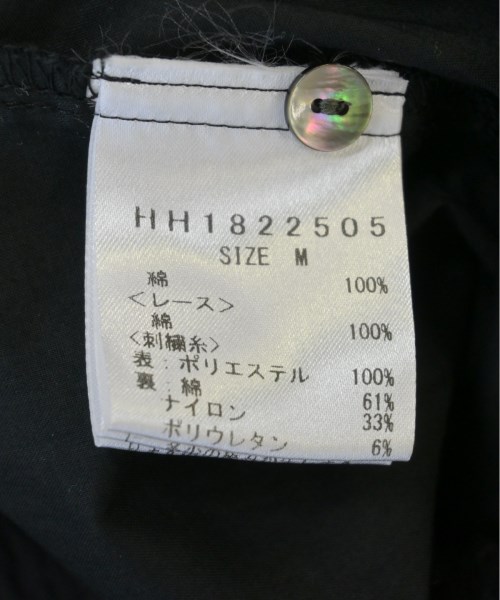 HH1822505
SIZE M
綿 100%
<レース>
綿 100%
<刺繍糸>
表:ポリエステル 100%
裏:綿 61%
ナイロン 33%
ポリウレタン 6%